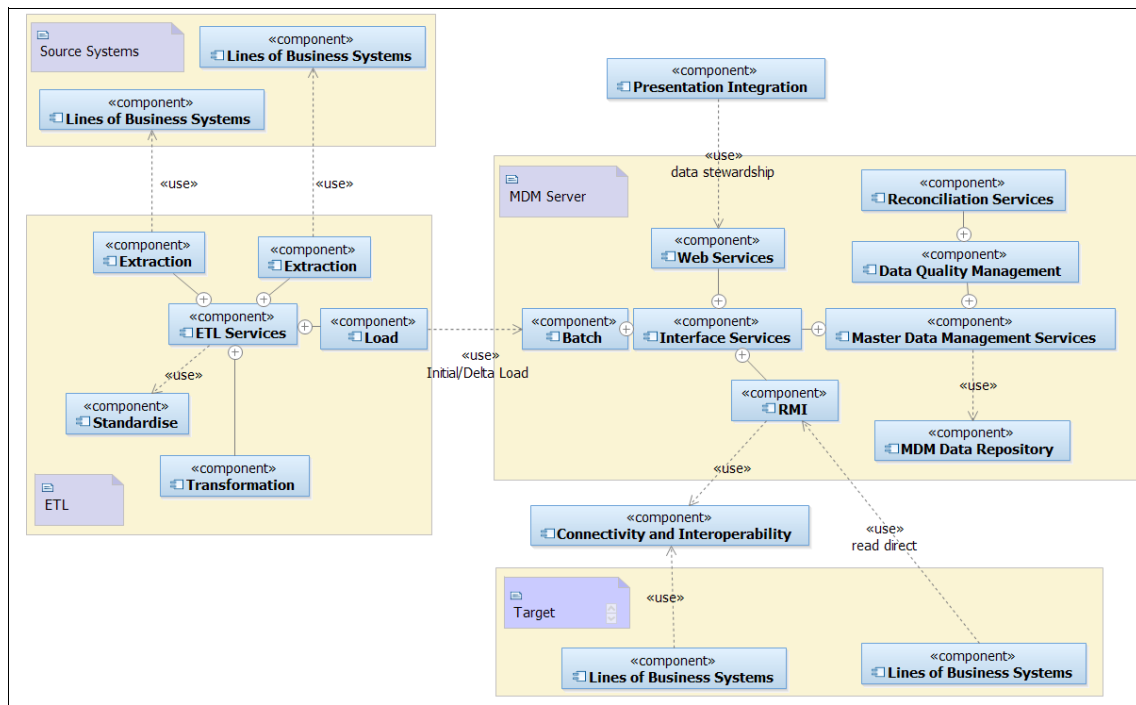 Source Systems
«component»
Lines of Business Systems
«component»
Lines of Business Systems
«use»
«use»
«component»
Extraction
«component»
Extraction
«component»
ETL Services
«component»
Load
«use»
«component»
Standardise
«component»
Transformation
ETL
«use»
Initial/Delta Load
«component»
Presentation Integration
«use»
data stewardship
MDM Server
«component»
Reconciliation Services
«component»
Web Services
«component»
Data Quality Management
«component»
Batch
«component»
Interface Services
«component»
Master Data Management Services
«component»
RMI
«use»
«component»
MDM Data Repository
«use»
«component»
Connectivity and Interoperability
«use»
read direct
Target
«use»
«component»
Lines of Business Systems
«component»
Lines of Business Systems